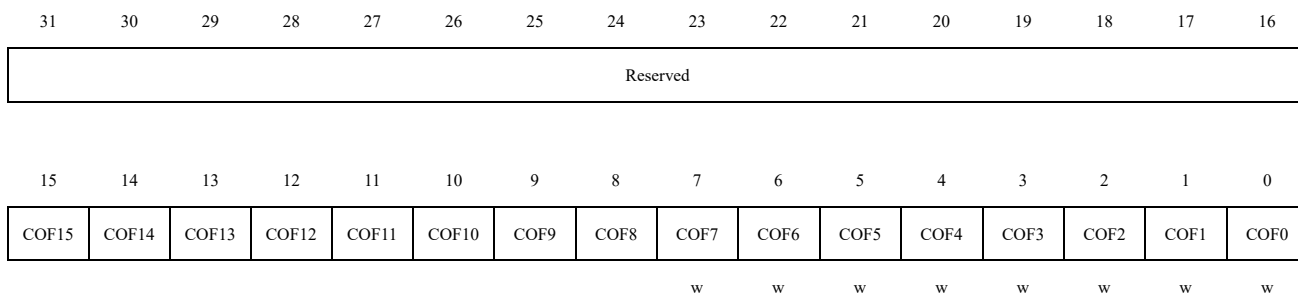 31 30 29 28 27 26 25 24 23 22 21 20 19 18 17 16
Reserved
15 14 13 12 11 10 9 8 7 6 5 4 3 2 1 0
COF15 COF14 COF13 COF12 COF11 COF10 COF9 COF8 COF7 COF6 COF5 COF4 COF3 COF2 COF1 COF0
w w w w w w w w